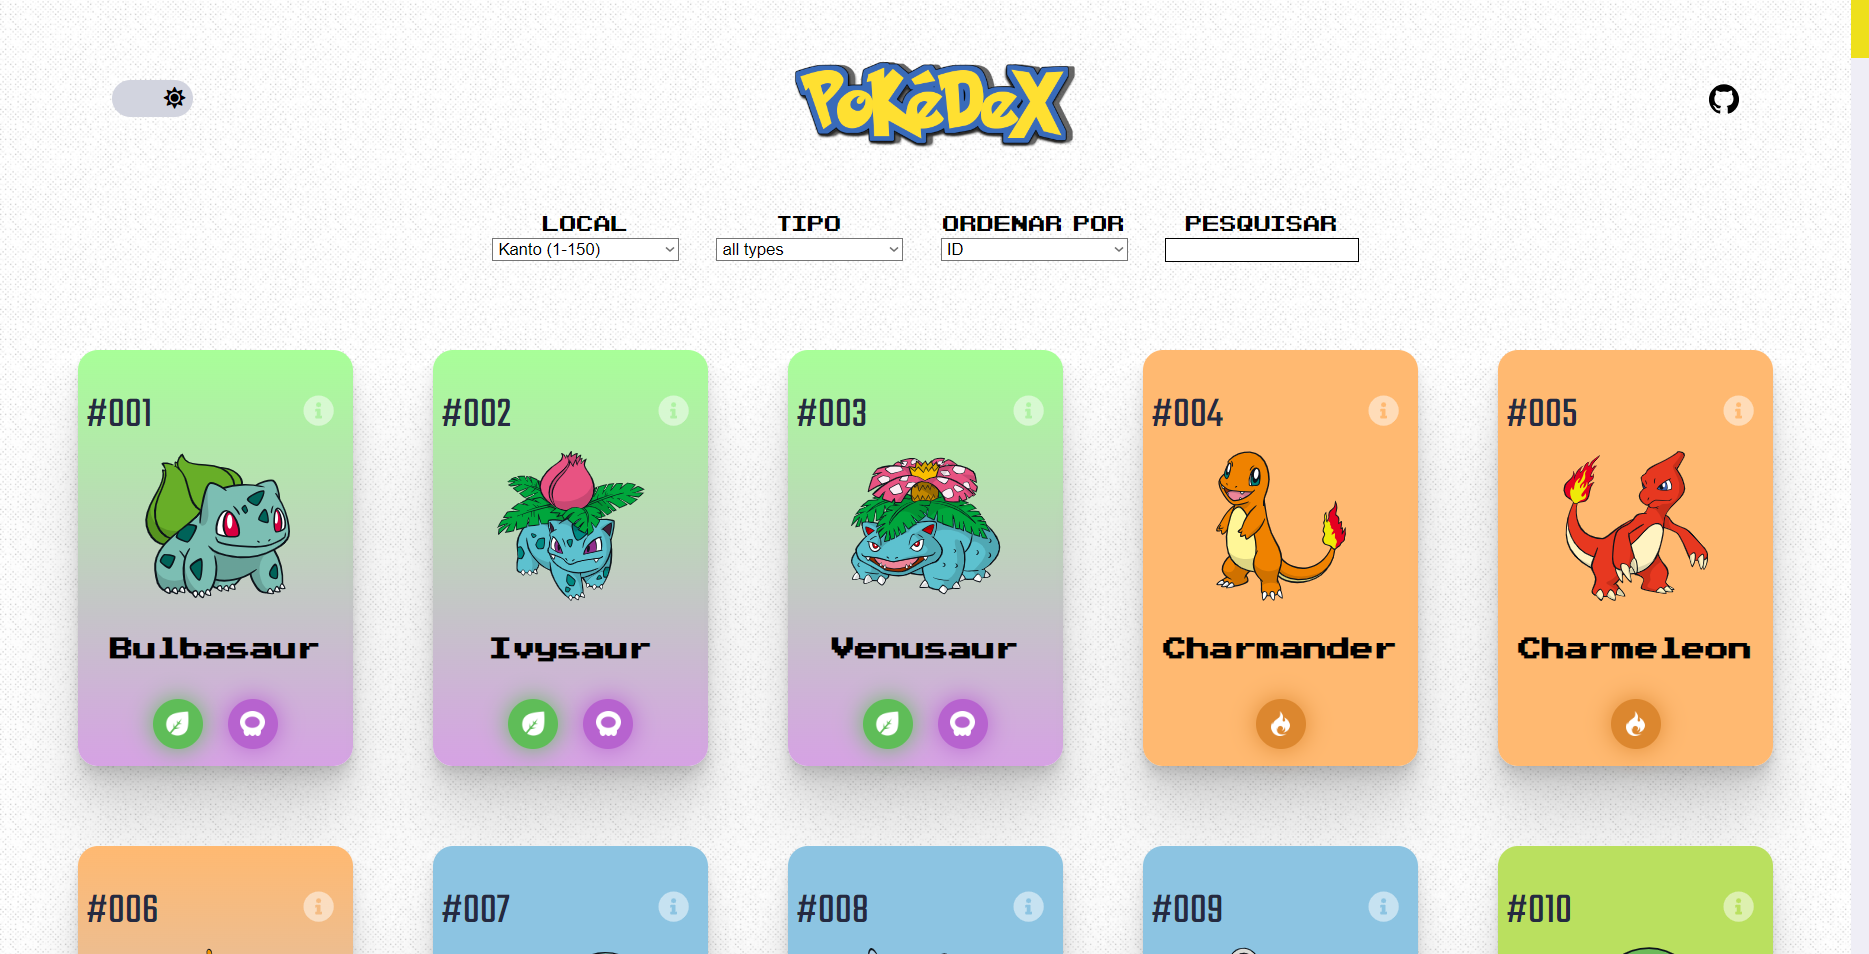 PoKéDeX
LOCAL TIPO ORDENAR POR PESQUISAR
Kanto (1-150) all types ID
#001 #002 #003 #004 #005
Bulbasaur Ivysaur Venusaur Charmander Charmeleon
#006 #007 #008 #009 #010